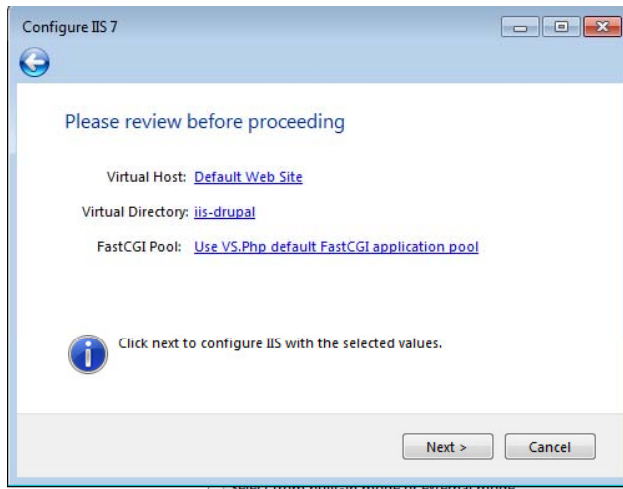 Configure IIS 7
Please review before proceeding
Virtual Host: Default Web Site
Virtual Directory: iis-drupal
FastCGI Pool: Use VS.Php default FastCGI application pool
Click next to configure IIS with the selected values.
Next >
Cancel